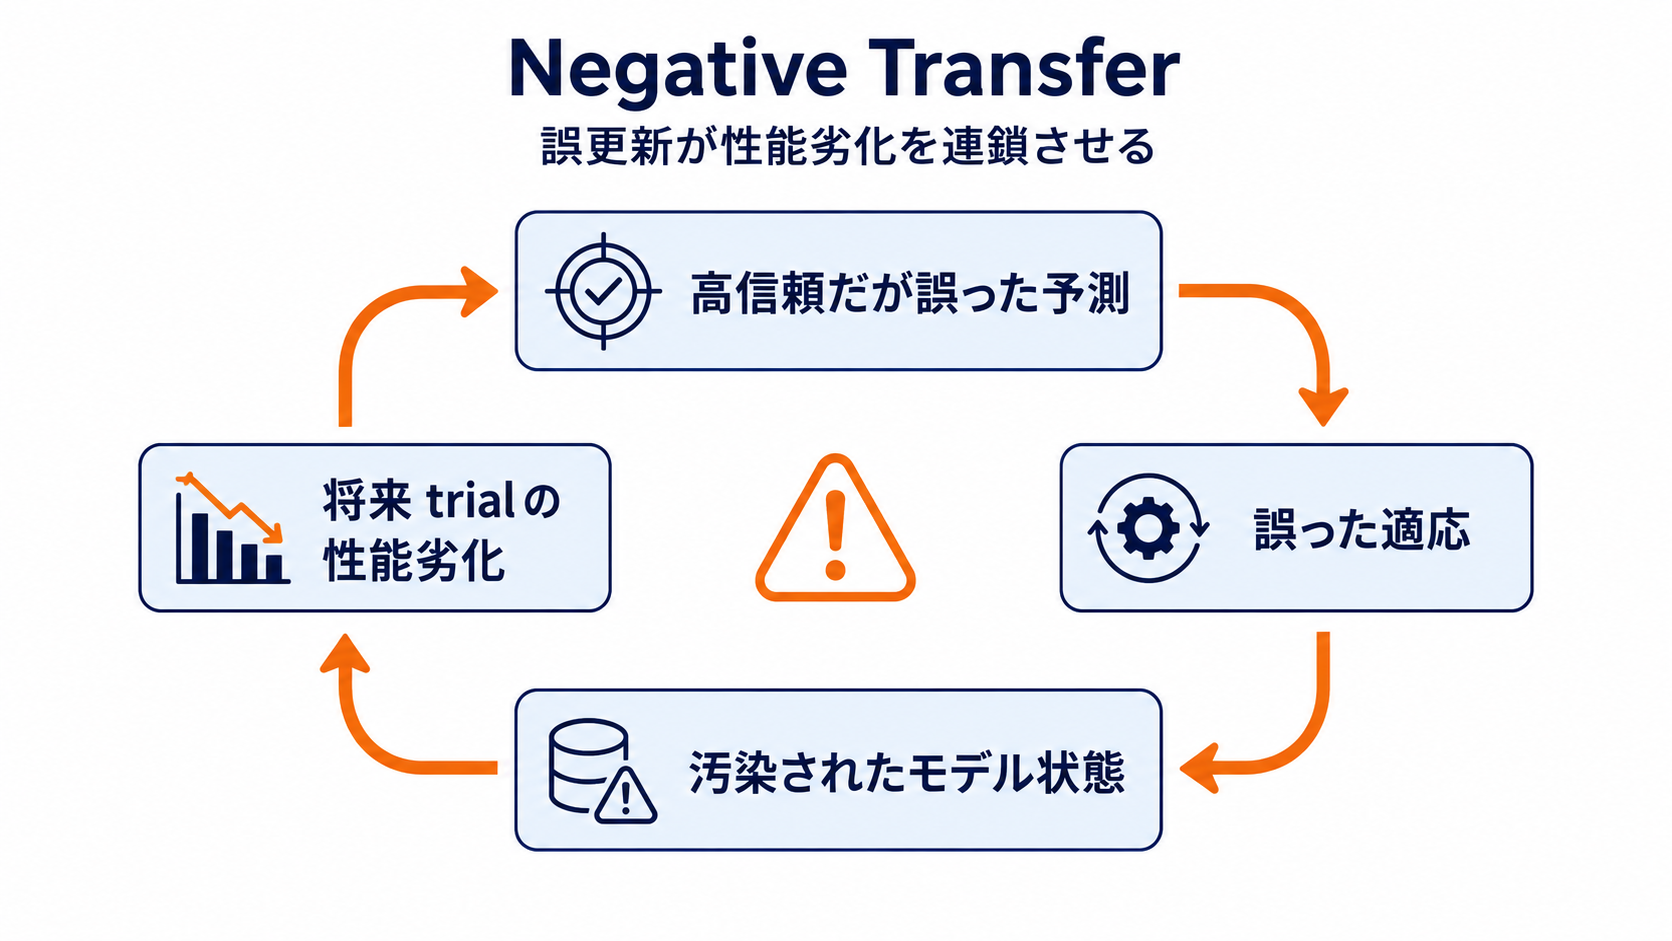 Negative Transfer
誤更新が性能劣化を連鎖させる
高信頼だが誤った予測
将来 trialの
性能劣化
誤った適応
汚染されたモデル状態